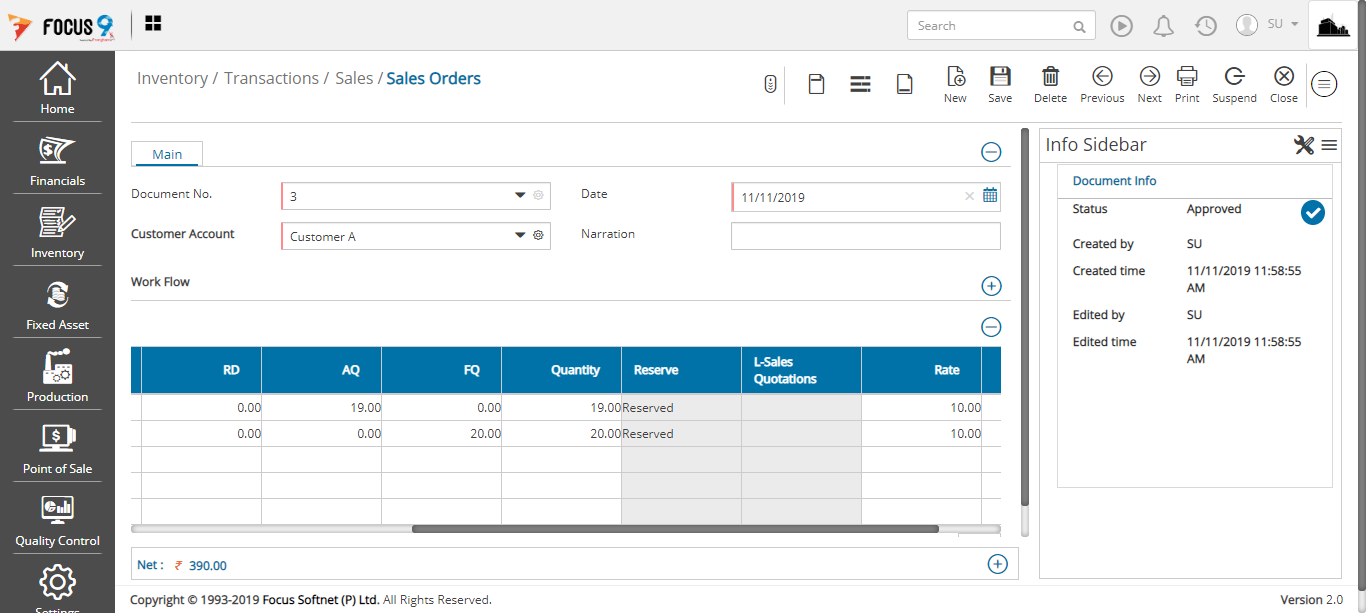 FOCUS 9
Search
SU
Home
Financials
Inventory
Fixed Asset
Production
Point of Sale
Quality Control
Settings
Inventory / Transactions / Sales / Sales Orders
New Save Delete Previous Next Print Suspend Close
Main
Document No. 3 Date 11/11/2019
Customer Account Customer A Narration
Work Flow
RD AQ FQ Quantity Reserve L-Sales Quotations Rate
0.00 19.00 0.00 19.00 Reserved 10.00
0.00 0.00 20.00 20.00 Reserved 10.00
Net : ₹ 390.00
Info Sidebar
Document Info
Status Approved
Created by SU
Created time 11/11/2019 11:58:55
AM
Edited by SU
Edited time 11/11/2019 11:58:55
AM
Copyright © 1993-2019 Focus Softnet (P) Ltd. All Rights Reserved.
Version 2.0